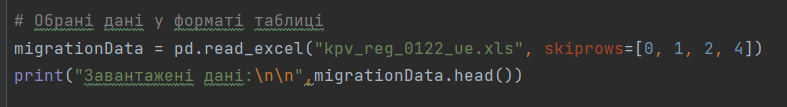 # Обрані дані у форматі таблиці
migrationData = pd.read_excel("kpv_reg_0122_ue.xls", skiprows=[0, 1, 2, 4])
print("Завантажені дані:\n\n",migrationData.head())